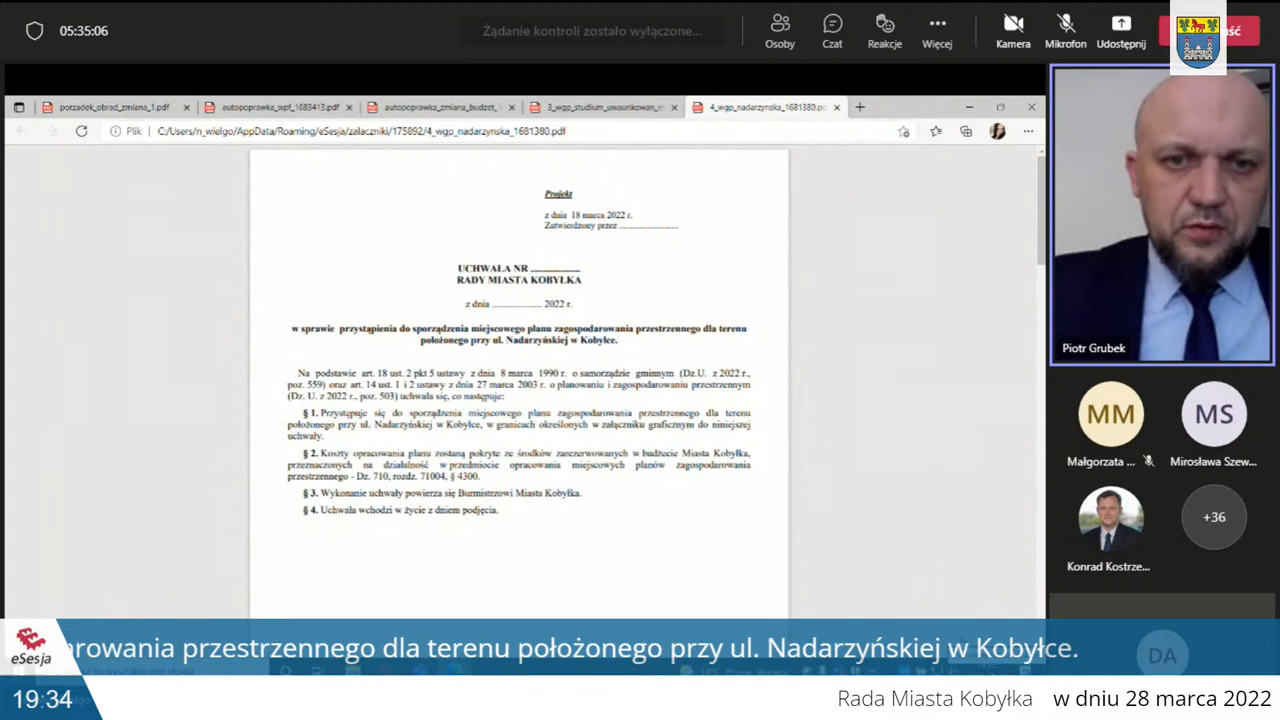 05:35:06
Żądanie kontroli zostało wyłączone...
Osoby
Czat
Reakcje
Więcej
Kamera
Mikrofon
Udostępnij
porzadek_obrad_zmiana_1.pdf
autopoprawka_wpf_1683413.pdf
autopoprawka_zmiana_budzet_
3_wgp_studium_uwaunkowan_
4_wgp_nadarzynska_1681380.p
Plik
C:/Users/n_wielgo/AppData/Roaming/eSesja/zalaczniki/175892/4_wgp_nadarzynska_1681380.pdf
Projekt
z dnia 18 marca 2022 r.
Zatwierdzony przez ....................
UCHWAŁA NR ....................
RADY MIASTA KOBYŁKA
z dnia .................... 2022 r.
w sprawie przystąpienia do sporządzenia miejscowego planu zagospodarowania przestrzennego dla terenu
położonego przy ul. Nadarzyńskiej w Kobyłce.
Na podstawie art. 18 ust. 2 pkt 5 ustawy z dnia 8 marca 1990 r. o samorządzie gminnym (Dz.U. z 2022 r.,
poz. 559) oraz art. 14 ust. 1 i 2 ustawy z dnia 27 marca 2003 r. o planowaniu i zagospodarowaniu przestrzennym
(Dz. U. z 2022 r., poz. 503) uchwala się, co następuje:
§ 1. Przystępuje się do sporządzenia miejscowego planu zagospodarowania przestrzennego dla terenu
położonego przy ul. Nadarzyńskiej w Kobyłce, w granicach określonych w załączniku graficznym do niniejszej
uchwały.
§ 2. Koszty opracowania planu zostaną pokryte ze środków zarezerwowanych w budżecie Miasta Kobyłka,
przeznaczonych na działalność w przedmiocie opracowania miejscowych planów zagospodarowania
przestrzennego - Dz. 710, rozdz. 71004, § 4300.
§ 3. Wykonanie uchwały powierza się Burmistrzowi Miasta Kobyłka.
§ 4. Uchwała wchodzi w życie z dniem podjęcia.
Piotr Grubek
MM
MS
Małgorzata ...
Mirosława Szew...
+36
Konrad Kostrze...
DA
eSesja
arowania przestrzennego dla terenu położonego przy ul. Nadarzyńskiej w Kobyłce.
19:34
Rada Miasta Kobyłka w dniu 28 marca 2022